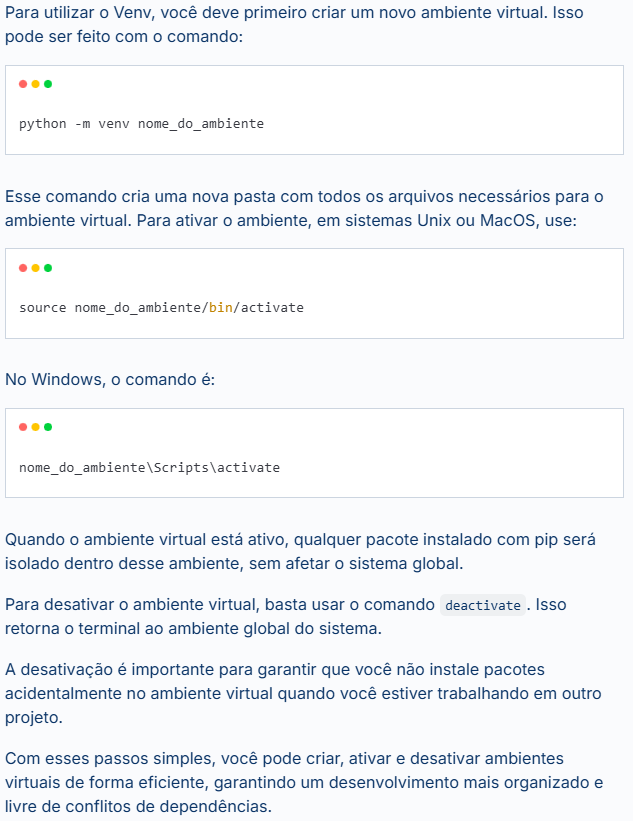 Para utilizar o Venv, você deve primeiro criar um novo ambiente virtual. Isso
pode ser feito com o comando:
python -m venv nome_do_ambiente
Esse comando cria uma nova pasta com todos os arquivos necessários para o
ambiente virtual. Para ativar o ambiente, em sistemas Unix ou MacOS, use:
source nome_do_ambiente/bin/activate
No Windows, o comando é:
nome_do_ambiente\Scripts\activate
Quando o ambiente virtual está ativo, qualquer pacote instalado com pip será
isolado dentro desse ambiente, sem afetar o sistema global.
Para desativar o ambiente virtual, basta usar o comando deactivate. Isso
retorna o terminal ao ambiente global do sistema.
A desativação é importante para garantir que você não instale pacotes
acidentalmente no ambiente virtual quando você estiver trabalhando em outro
projeto.
Com esses passos simples, você pode criar, ativar e desativar ambientes
virtuais de forma eficiente, garantindo um desenvolvimento mais organizado e
livre de conflitos de dependências.